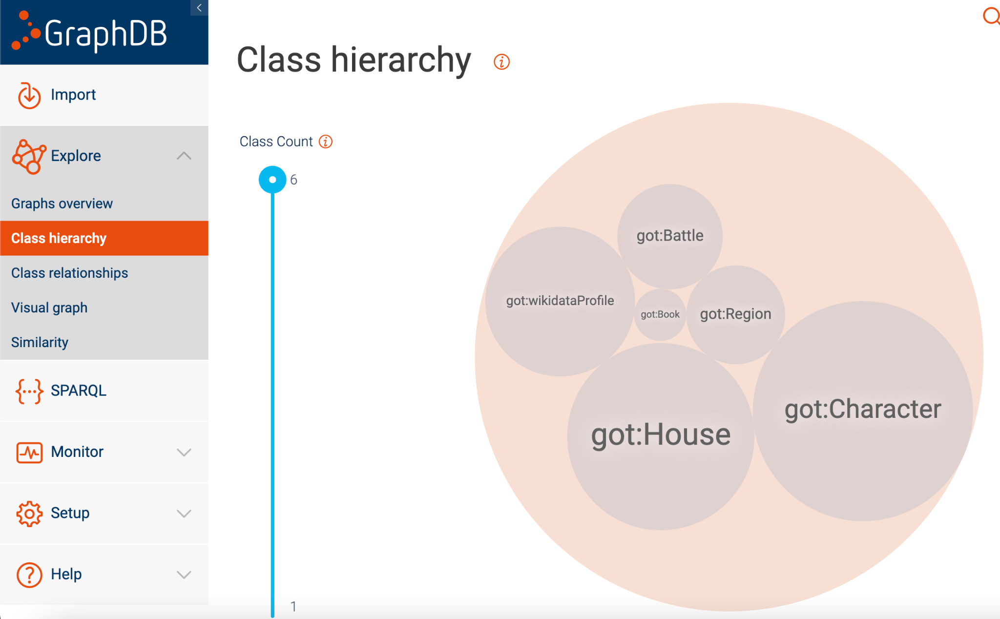 GraphDB
Import
Explore
Graphs overview
Class hierarchy
Class relationships
Visual graph
Similarity
SPARQL
Monitor
Setup
Help
Class hierarchy
Class Count
6
1
got:Battle
got:wikidataProfile
got:Book
got:Region
got:Character
got:House